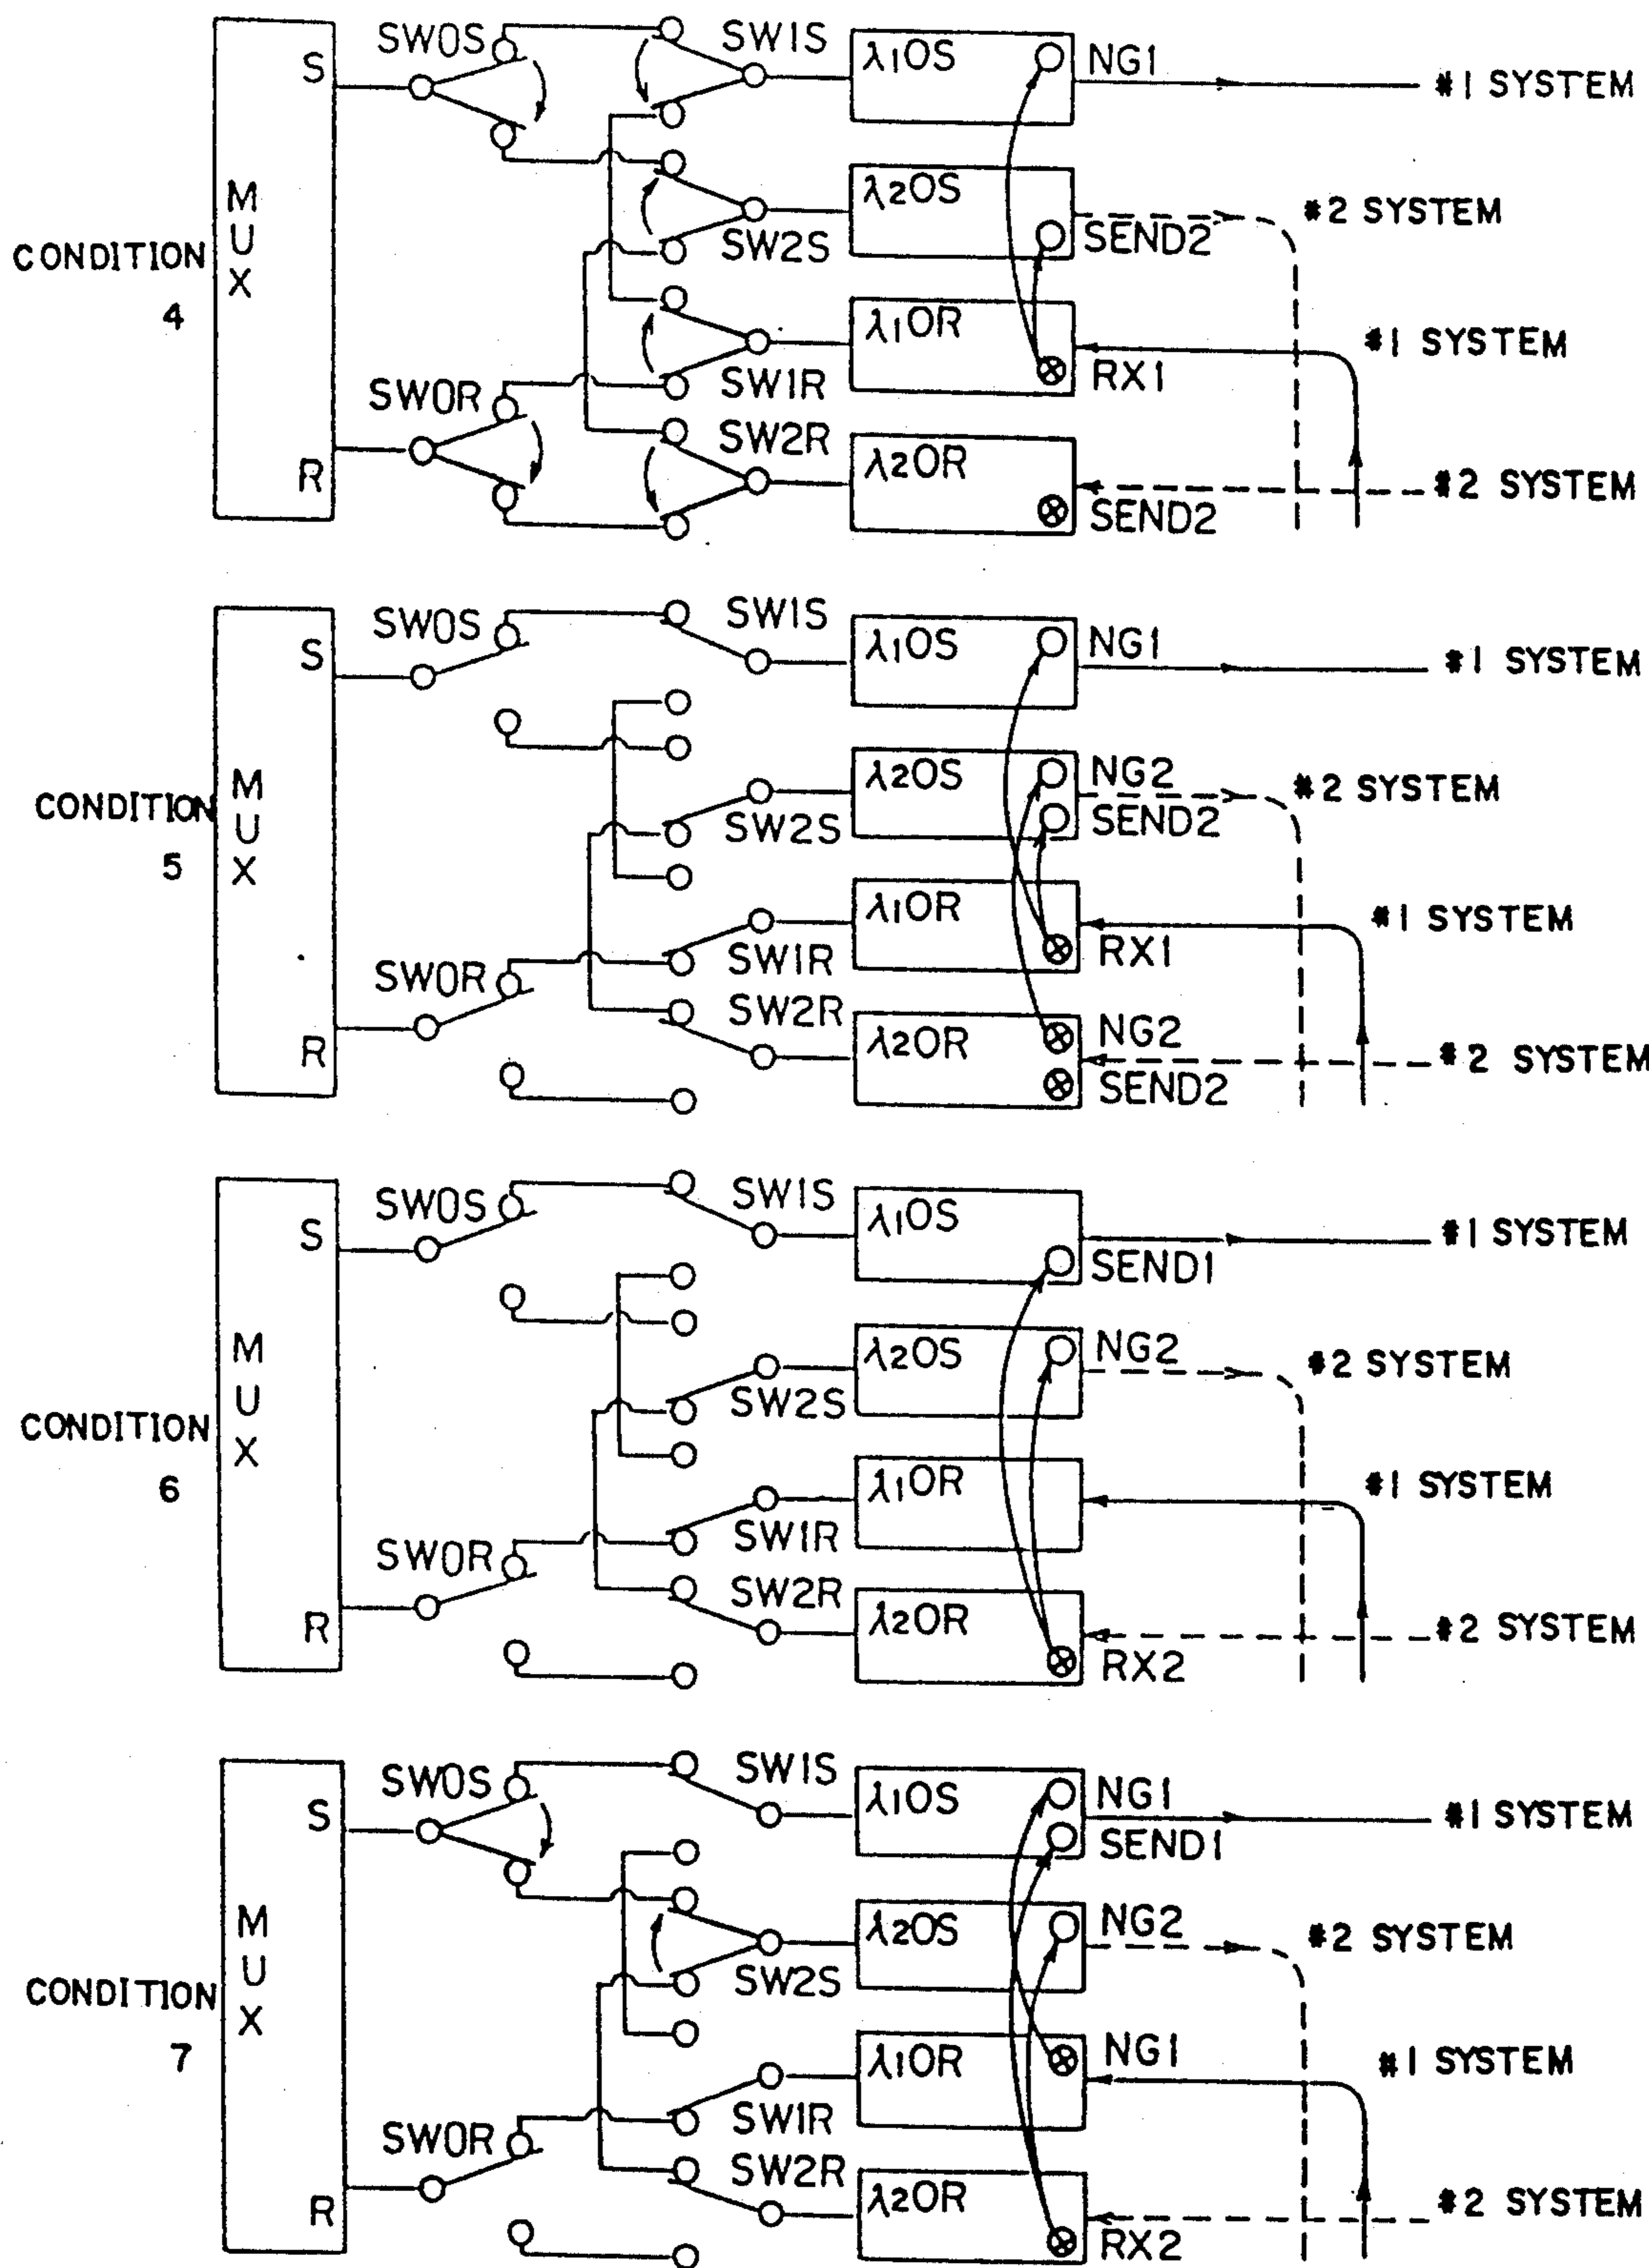 CONDITION
4
MUX
S
R
SW0S
SW1S
λ1OS
NG1
#1 SYSTEM
λ2OS
SW2S
SEND2
#2 SYSTEM
λ1OR
SW1R
RX1
#1 SYSTEM
SW0R
SW2R
λ2OR
SEND2
#2 SYSTEM
CONDITION
5
MUX
S
R
SW0S
SW1S
λ1OS
NG1
#1 SYSTEM
λ2OS
NG2
SW2S
SEND2
#2 SYSTEM
λ1OR
SW1R
RX1
#1 SYSTEM
SW0R
SW2R
λ2OR
NG2
SEND2
#2 SYSTEM
CONDITION
6
MUX
S
R
SW0S
SW1S
λ1OS
SEND1
#1 SYSTEM
λ2OS
NG2
SW2S
#2 SYSTEM
λ1OR
SW1R
#1 SYSTEM
SW0R
SW2R
λ2OR
RX2
#2 SYSTEM
CONDITION
7
MUX
S
R
SW0S
SW1S
λ1OS
NG1
SEND1
#1 SYSTEM
λ2OS
NG2
SW2S
#2 SYSTEM
λ1OR
NG1
SW1R
#1 SYSTEM
SW0R
SW2R
λ2OR
RX2
#2 SYSTEM